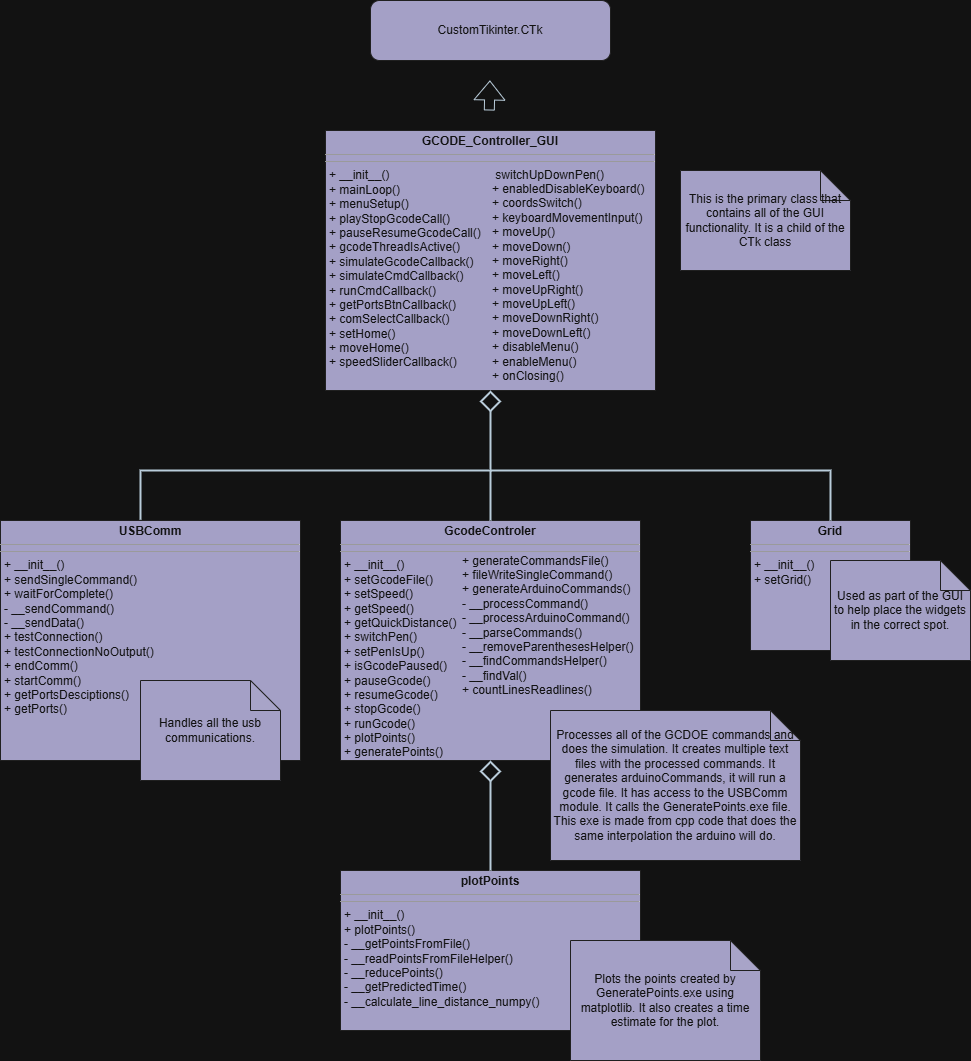 CustomTikinter.CTk
GCODE_Controller_GUI
+ __init__()
+ mainLoop()
+ menuSetup()
+ playStopGcodeCall()
+ pauseResumeGcodeCall()
+ gcodeThreadIsActive()
+ simulateGcodeCallback()
+ simulateCmdCallback()
+ runCmdCallback()
+ getPortsBtnCallback()
+ comSelectCallback()
+ setHome()
+ moveHome()
+ speedSliderCallback()
switchUpDownPen()
+ enabledDisableKeyboard()
+ coordsSwitch()
+ keyboardMovementInput()
+ moveUp()
+ moveDown()
+ moveRight()
+ moveLeft()
+ moveUpRight()
+ moveUpLeft()
+ moveDownRight()
+ moveDownLeft()
+ disableMenu()
+ enableMenu()
+ onClosing()
This is the primary class that
contains all of the GUI
functionality. It is a child of the
CTk class
USBComm
+ __init__()
+ sendSingleCommand()
+ waitForComplete()
- __sendCommand()
- __sendData()
+ testConnection()
+ testConnectionNoOutput()
+ endComm()
+ startComm()
+ getPortsDesciptions()
+ getPorts()
Handles all the usb
communications.
GcodeControler
+ __init__()
+ setGcodeFile()
+ setSpeed()
+ getSpeed()
+ getQuickDistance()
+ switchPen()
+ setPenIsUp()
+ isGcodePaused()
+ pauseGcode()
+ resumeGcode()
+ stopGcode()
+ runGcode()
+ plotPoints()
+ generatePoints()
+ generateCommandsFile()
+ fileWriteSingleCommand()
+ generateArduinoCommands()
- __processCommand()
- __processArduinoCommand()
- __parseCommands()
- __removeParenthesesHelper()
- __findCommandsHelper()
- __findVal()
+ countLinesReadlines()
Processes all of the GCDOE commands and
does the simulation. It creates multiple text
files with the processed commands. It
generates arduinoCommands, it will run a
gcode file. It has access to the USBComm
module. It calls the GeneratePoints.exe file.
This exe is made from cpp code that does the
same interpolation the arduino will do.
Grid
+ __init__()
+ setGrid()
Used as part of the GUI
to help place the widgets
in the correct spot.
plotPoints
+ __init__()
+ plotPoints()
- __getPointsFromFile()
- __readPointsFromFileHelper()
- __reducePoints()
- __getPredictedTime()
- __calculate_line_distance_numpy()
Plots the points created by
GeneratePoints.exe using
matplotlib. It also creates a time
estimate for the plot.